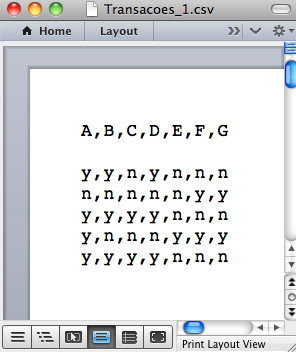 Transacoes_1.csv
Home Layout
A,B,C,D,E,F,G
y,y,n,y,n,n,n
n,n,n,n,n,y,y
y,y,y,y,n,n,n
y,n,n,n,y,y,y
y,y,y,y,n,n,n
Print Layout View